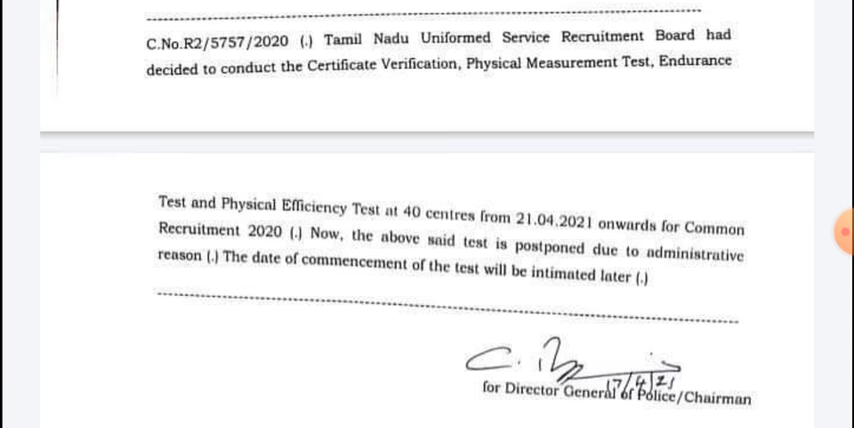 C.No.R2/5757/2020 (.) Tamil Nadu Uniformed Service Recruitment Board had
decided to conduct the Certificate Verification, Physical Measurement Test, Endurance
Test and Physical Efficiency Test at 40 centres from 21.04.2021 onwards for Common
Recruitment 2020 (.) Now, the above said test is postponed due to administrative
reason (.) The date of commencement of the test will be intimated later (.)
17/4/21
for Director General of Police/Chairman